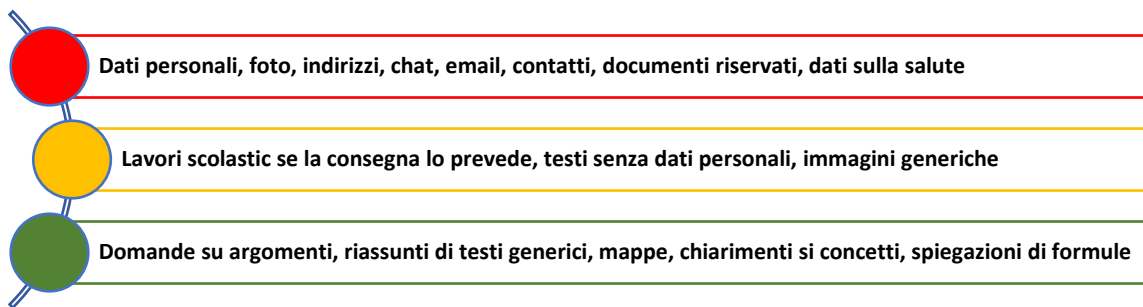 Dati personali, foto, indirizzi, chat, email, contatti, documenti riservati, dati sulla salute
Lavori scolastic se la consegna lo prevede, testi senza dati personali, immagini generiche
Domande su argomenti, riassunti di testi generici, mappe, chiarimenti si concetti, spiegazioni di formule